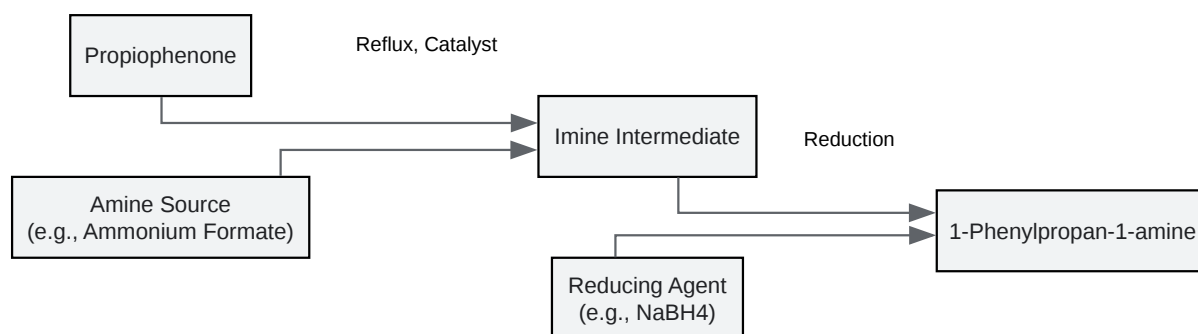 Propiophenone
Reflux, Catalyst
Imine Intermediate
Reduction
Amine Source
(e.g., Ammonium Formate)
1-Phenylpropan-1-amine
Reducing Agent
(e.g., NaBH4)